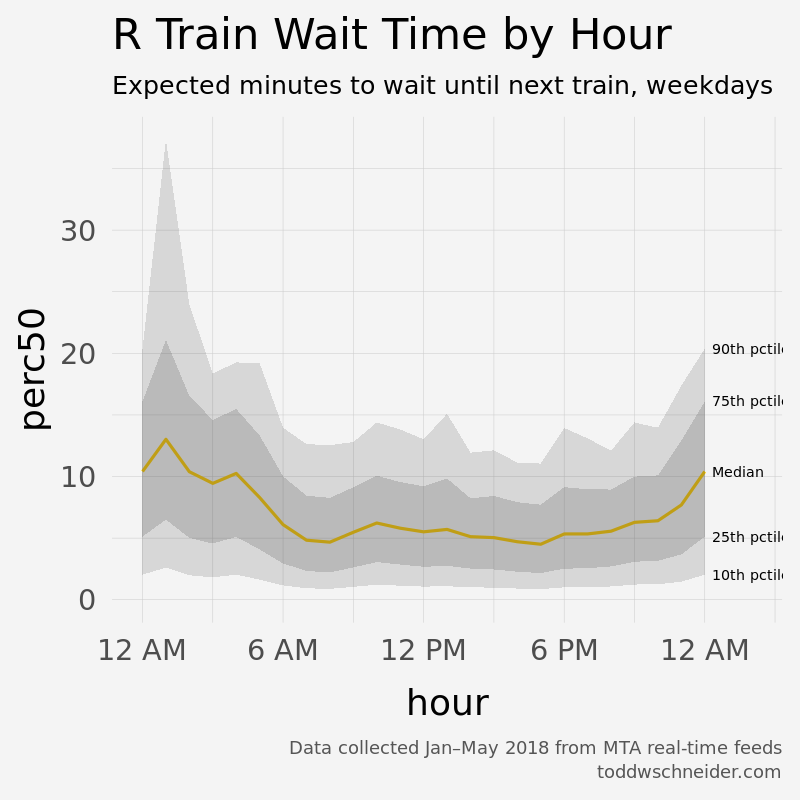 R Train Wait Time by Hour
Expected minutes to wait until next train, weekdays
perc50
30
20
10
0
90th pctile
75th pctile
Median
25th pctile
10th pctile
12 AM 6 AM 12 PM 6 PM 12 AM
hour
Data collected Jan–May 2018 from MTA real-time feeds
toddwschneider.com